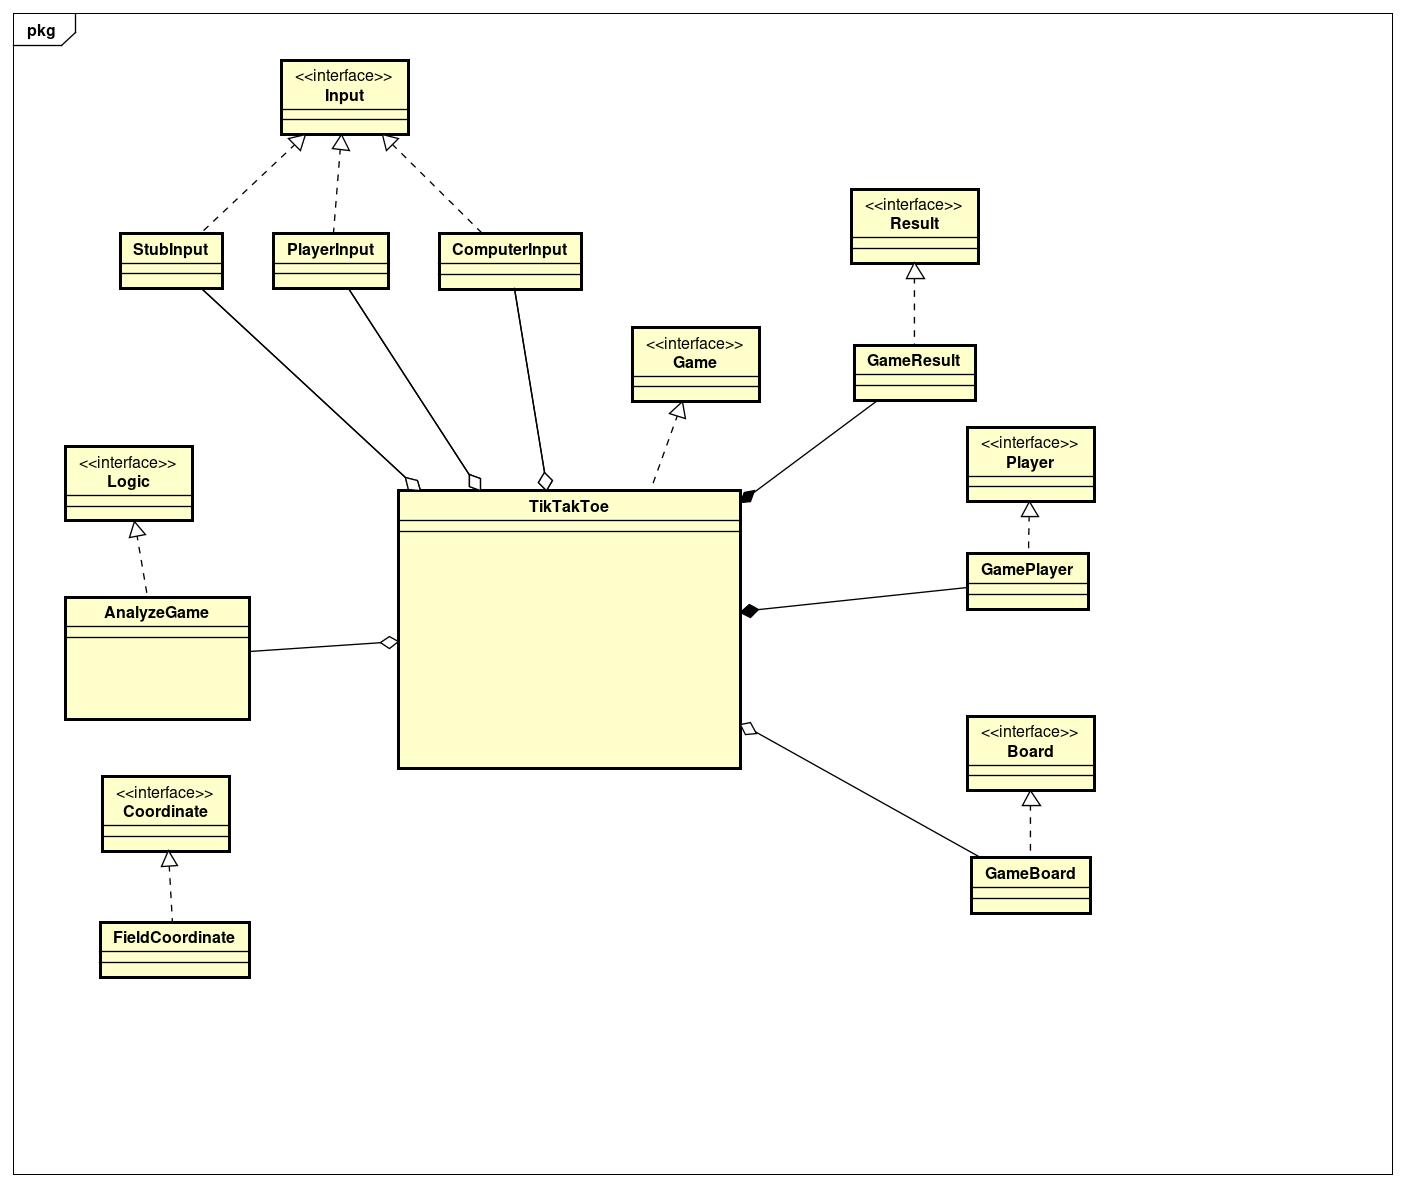 pkg
<<interface>>
Input
<<interface>>
Result
StubInput
PlayerInput
ComputerInput
<<interface>>
Game
GameResult
<<interface>>
Player
<<interface>>
Logic
TikTakToe
GamePlayer
AnalyzeGame
<<interface>>
Board
<<interface>>
Coordinate
GameBoard
FieldCoordinate